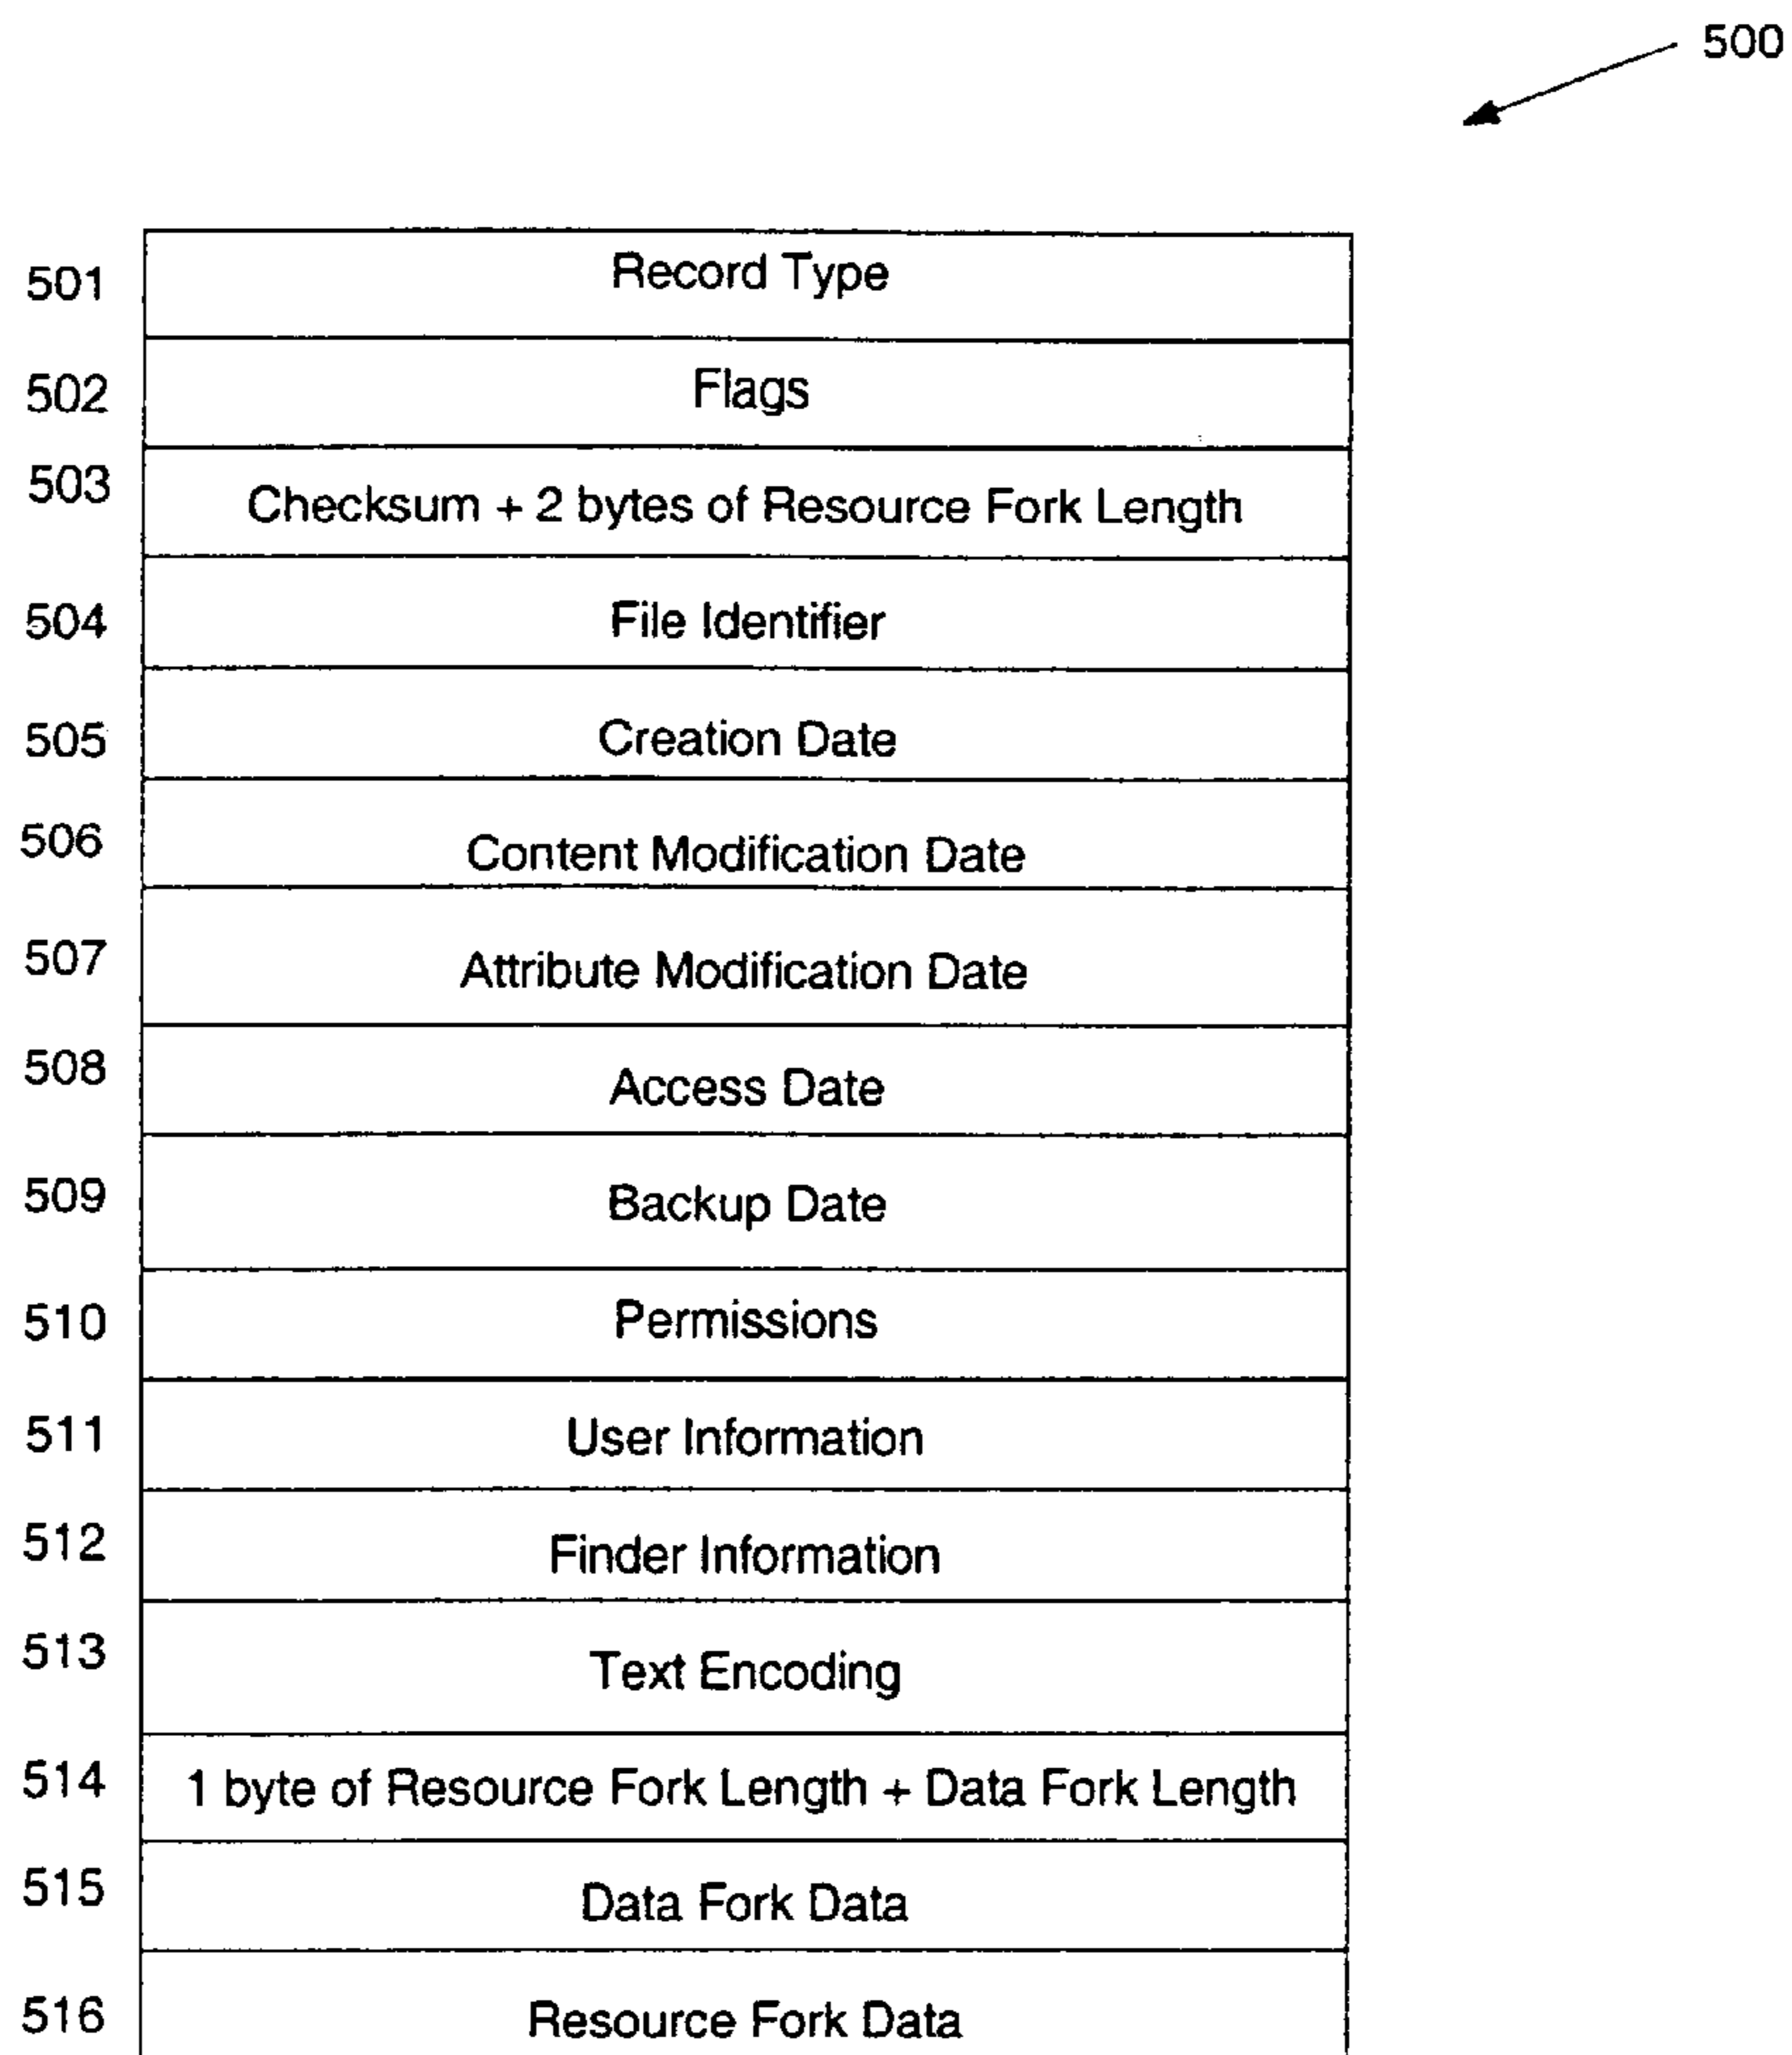 500
501 Record Type
502 Flags
503 Checksum + 2 bytes of Resource Fork Length
504 File Identifier
505 Creation Date
506 Content Modification Date
507 Attribute Modification Date
508 Access Date
509 Backup Date
510 Permissions
511 User Information
512 Finder Information
513 Text Encoding
514 1 byte of Resource Fork Length + Data Fork Length
515 Data Fork Data
516 Resource Fork Data